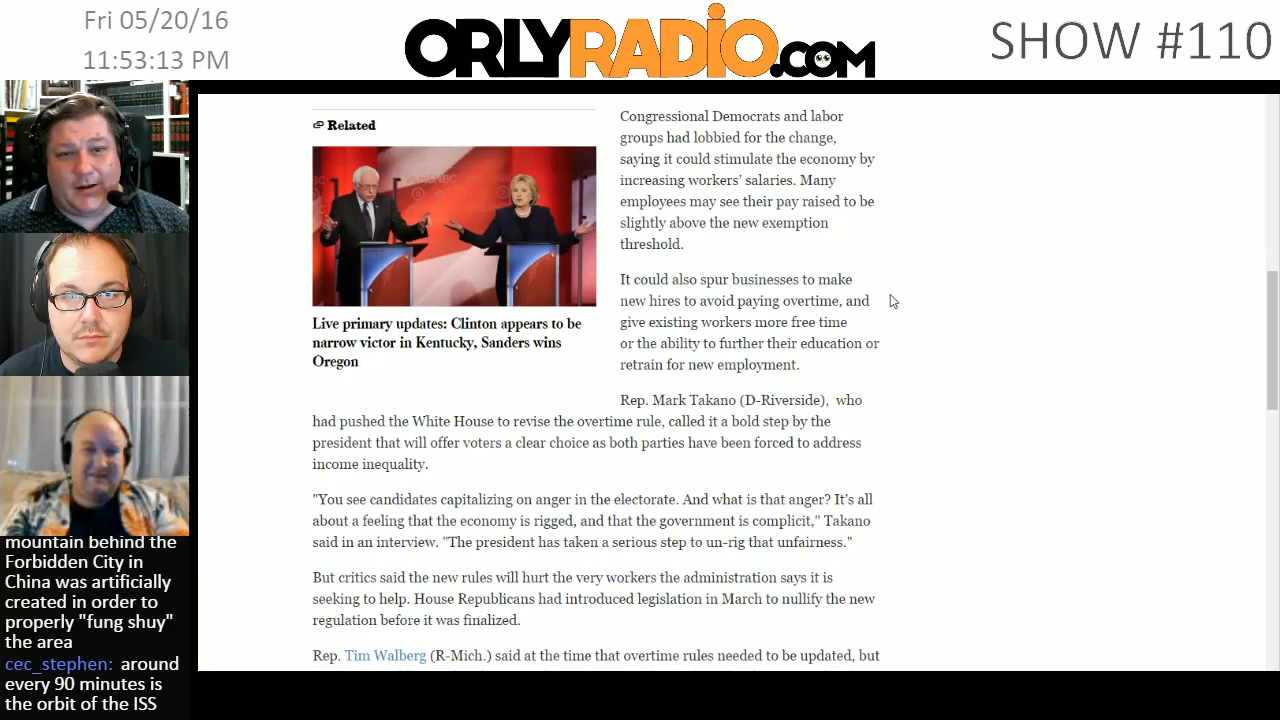 Fri 05/20/16
11:53:13 PM
ORLYRADiO.COM
SHOW #110
Related
Live primary updates: Clinton appears to be
narrow victor in Kentucky, Sanders wins
Oregon
Congressional Democrats and labor
groups had lobbied for the change,
saying it could stimulate the economy by
increasing workers’ salaries. Many
employees may see their pay raised to be
slightly above the new exemption
threshold.
It could also spur businesses to make
new hires to avoid paying overtime, and
give existing workers more free time
or the ability to further their education or
retrain for new employment.
Rep. Mark Takano (D-Riverside),  who
had pushed the White House to revise the overtime rule, called it a bold step by the
president that will offer voters a clear choice as both parties have been forced to address
income inequality.
"You see candidates capitalizing on anger in the electorate. And what is that anger? It’s all
about a feeling that the economy is rigged, and that the government is complicit," Takano
said in an interview. "The president has taken a serious step to un-rig that unfairness."
But critics said the new rules will hurt the very workers the administration says it is
seeking to help. House Republicans had introduced legislation in March to nullify the new
regulation before it was finalized.
Rep. Tim Walberg (R-Mich.) said at the time that overtime rules needed to be updated, but
mountain behind the
Forbidden City in
China was artificially
created in order to
properly "fung shuy"
the area
cec_stephen: around
every 90 minutes is
the orbit of the ISS